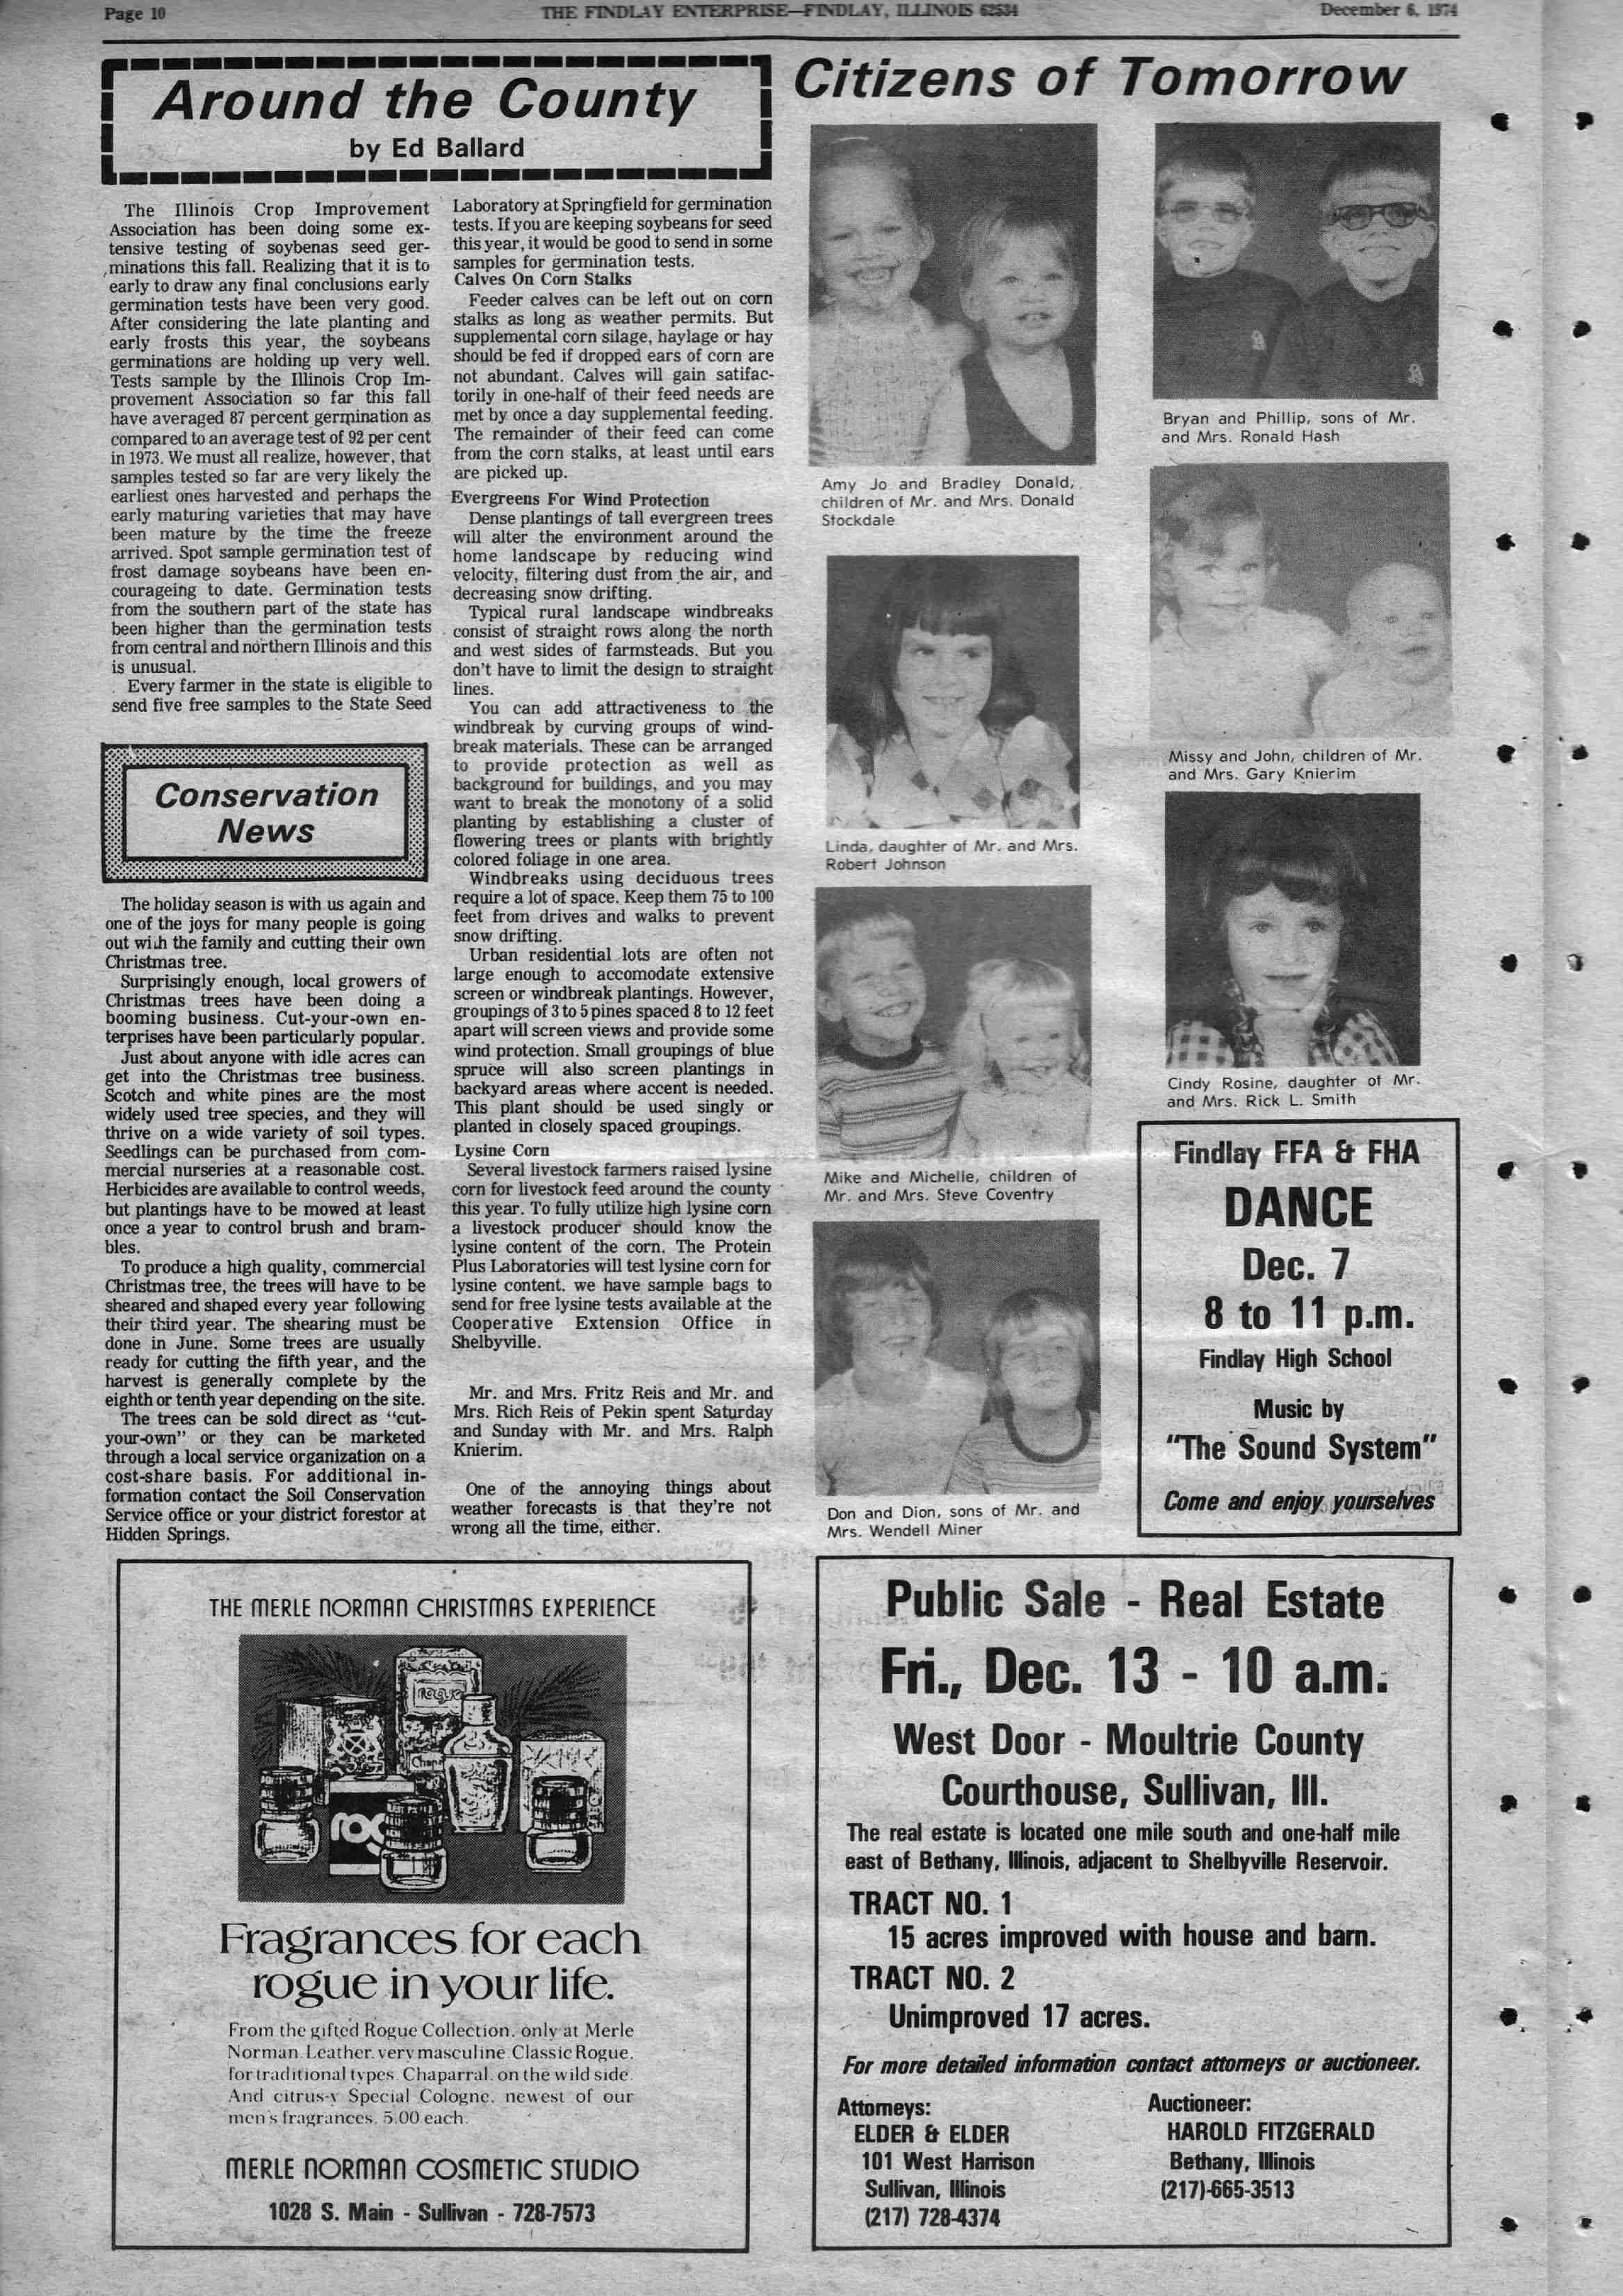 Page 10
THE FINDLAY ENTERPRISE—FINDLAY, ILLINOIS 62534
December 6, 1974
Around the County
by Ed Ballard
The Illinois Crop Improvement
Association has been doing some ex-
tensive testing of soybenas seed ger-
minations this fall. Realizing that it is to
early to draw any final conclusions early
germination tests have been very good.
After considering the late planting and
early frosts this year, the soybeans
germinations are holding up very well.
Tests sample by the Illinois Crop Im-
provement Association so far this fall
have averaged 87 percent germination as
compared to an average test of 92 per cent
in 1973. We must all realize, however, that
samples tested so far are very likely the
earliest ones harvested and perhaps the
early maturing varieties that may have
been mature by the time the freeze
arrived. Spot sample germination test of
frost damage soybeans have been en-
courageing to date. Germination tests
from the southern part of the state has
been higher than the germination tests
from central and northern Illinois and this
is unusual.
Every farmer in the state is eligible to
send five free samples to the State Seed
Laboratory at Springfield for germination
tests. If you are keeping soybeans for seed
this year, it would be good to send in some
samples for germination tests.
Calves On Corn Stalks
Feeder calves can be left out on corn
stalks as long as weather permits. But
supplemental corn silage, haylage or hay
should be fed if dropped ears of corn are
not abundant. Calves will gain satifac-
torily in one-half of their feed needs are
met by once a day supplemental feeding.
The remainder of their feed can come
from the corn stalks, at least until ears
are picked up.
Evergreens For Wind Protection
Dense plantings of tall evergreen trees
will alter the environment around the
home landscape by reducing wind
velocity, filtering dust from the air, and
decreasing snow drifting.
Typical rural landscape windbreaks
consist of straight rows along the north
and west sides of farmsteads. But you
don't have to limit the design to straight
lines.
You can add attractiveness to the
windbreak by curving groups of wind-
break materials. These can be arranged
to provide protection as well as
background for buildings, and you may
want to break the monotony of a solid
planting by establishing a cluster of
flowering trees or plants with brightly
colored foliage in one area.
Windbreaks using deciduous trees
require a lot of space. Keep them 75 to 100
feet from drives and walks to prevent
snow drifting.
Urban residential lots are often not
large enough to accomodate extensive
screen or windbreak plantings. However,
groupings of 3 to 5 pines spaced 8 to 12 feet
apart will screen views and provide some
wind protection. Small groupings of blue
spruce will also screen plantings in
backyard areas where accent is needed.
This plant should be used singly or
planted in closely spaced groupings.
Lysine Corn
Several livestock farmers raised lysine
corn for livestock feed around the county
this year. To fully utilize high lysine corn
a livestock producer should know the
lysine content of the corn. The Protein
Plus Laboratories will test lysine corn for
lysine content. we have sample bags to
send for free lysine tests available at the
Cooperative Extension Office in
Shelbyville.
Mr. and Mrs. Fritz Reis and Mr. and
Mrs. Rich Reis of Pekin spent Saturday
and Sunday with Mr. and Mrs. Ralph
Knierim.
One of the annoying things about
weather forecasts is that they're not
wrong all the time, either.
Conservation
News
The holiday season is with us again and
one of the joys for many people is going
out with the family and cutting their own
Christmas tree.
Surprisingly enough, local growers of
Christmas trees have been doing a
booming business. Cut-your-own en-
terprises have been particularly popular.
Just about anyone with idle acres can
get into the Christmas tree business.
Scotch and white pines are the most
widely used tree species, and they will
thrive on a wide variety of soil types.
Seedlings can be purchased from com-
mercial nurseries at a reasonable cost.
Herbicides are available to control weeds,
but plantings have to be mowed at least
once a year to control brush and bram-
bles.
To produce a high quality, commercial
Christmas tree, the trees will have to be
sheared and shaped every year following
their third year. The shearing must be
done in June. Some trees are usually
ready for cutting the fifth year, and the
harvest is generally complete by the
eighth or tenth year depending on the site.
The trees can be sold direct as "cut-
your-own" or they can be marketed
through a local service organization on a
cost-share basis. For additional in-
formation contact the Soil Conservation
Service office or your district forestor at
Hidden Springs.
Citizens of Tomorrow
Amy Jo and Bradley Donald,
children of Mr. and Mrs. Donald
Stockdale
Bryan and Phillip, sons of Mr.
and Mrs. Ronald Hash
Linda, daughter of Mr. and Mrs.
Robert Johnson
Missy and John, children of Mr.
and Mrs. Gary Knierim
Mike and Michelle, children of
Mr. and Mrs. Steve Coventry
Cindy Rosine, daughter of Mr.
and Mrs. Rick L. Smith
Don and Dion, sons of Mr. and
Mrs. Wendell Miner
Findlay FFA & FHA
DANCE
Dec. 7
8 to 11 p.m.
Findlay High School
Music by
"The Sound System"
Come and enjoy yourselves
THE MERLE NORMAN CHRISTMAS EXPERIENCE
rogue
Chap
rog
Fragrances for each
rogue in your life.
From the gifted Rogue Collection, only at Merle
Norman. Leather, very masculine Classic Rogue,
for traditional types. Chaparral, on the wild side.
And citrus-y Special Cologne, newest of our
men's fragrances. 5.00 each.
MERLE NORMAN COSMETIC STUDIO
1028 S. Main - Sullivan - 728-7573
Public Sale - Real Estate
Fri., Dec. 13 - 10 a.m.
West Door - Moultrie County
Courthouse, Sullivan, Ill.
The real estate is located one mile south and one-half mile
east of Bethany, Illinois, adjacent to Shelbyville Reservoir.
TRACT NO. 1
15 acres improved with house and barn.
TRACT NO. 2
Unimproved 17 acres.
For more detailed information contact attorneys or auctioneer.
Attorneys:
ELDER & ELDER
101 West Harrison
Sullivan, Illinois
(217) 728-4374
Auctioneer:
HAROLD FITZGERALD
Bethany, Illinois
(217)-665-3513